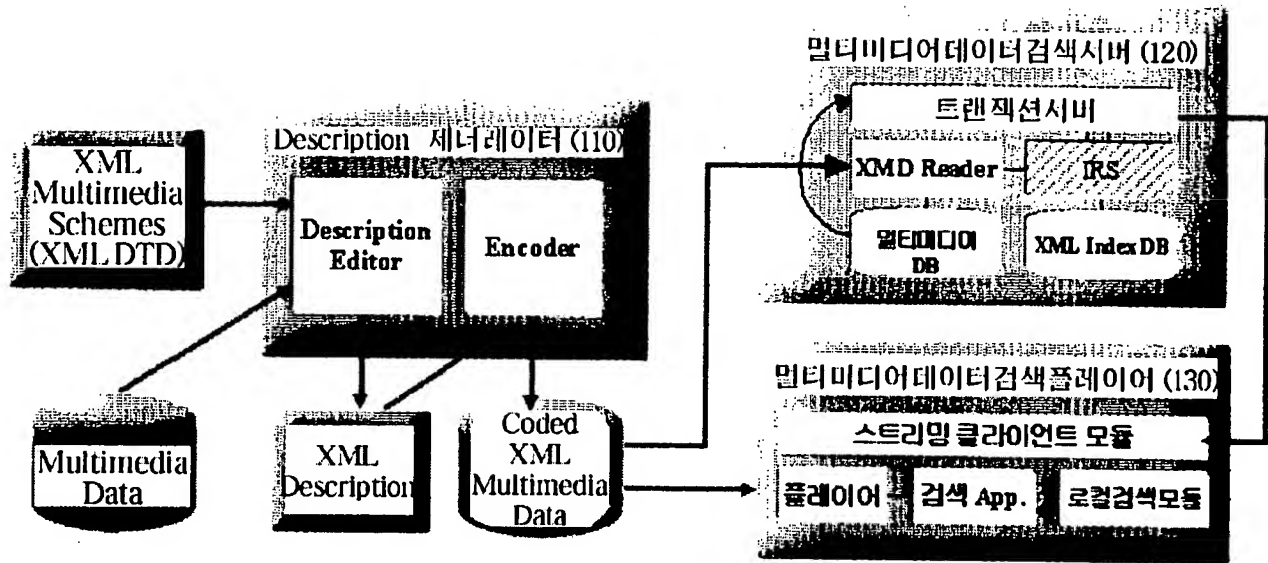 XML
Multimedia
Schemes
(XML DTD)
Multimedia
Data
Description 제너레이터 (110)
Description
Editor
Encoder
XML
Description
Coded
XML
Multimedia
Data
멀티미디어데이터검색서버 (120)
트랜젝션서버
XMD Reader
IRS
멀티미디어
DB
XML Index DB
멀티미디어데이터검색플레이어 (130)
스트리밍 클라이언트 모듈
플레이어
검색 App.
로컬검색모듈